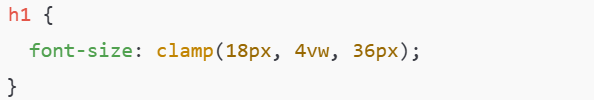 h1 {
  font-size: clamp(18px, 4vw, 36px);
}